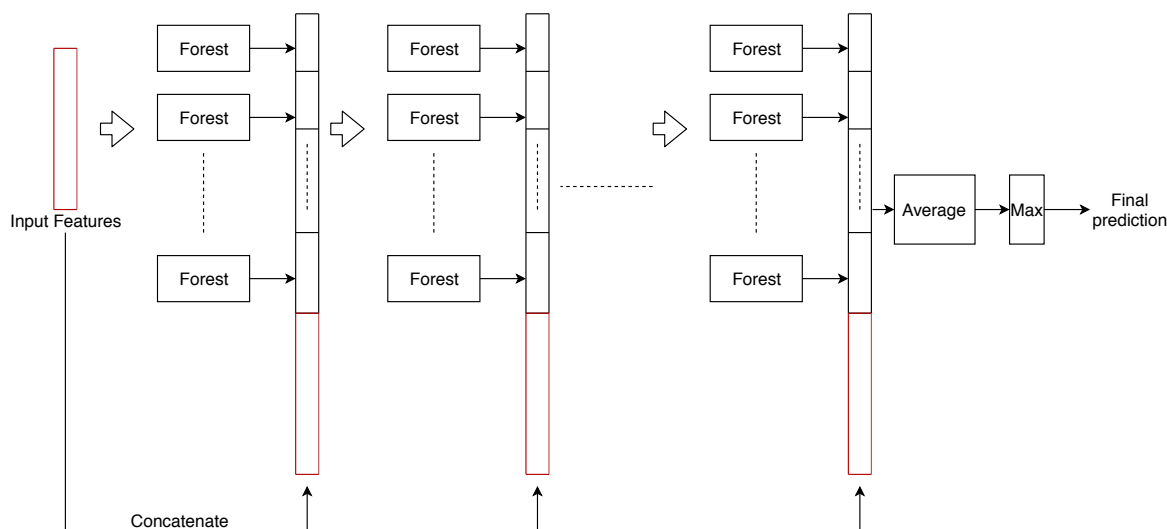 Forest
Forest
Forest
Forest
Forest
Forest
Input Features
Average
Max
Final
prediction
Forest
Forest
Forest
Concatenate